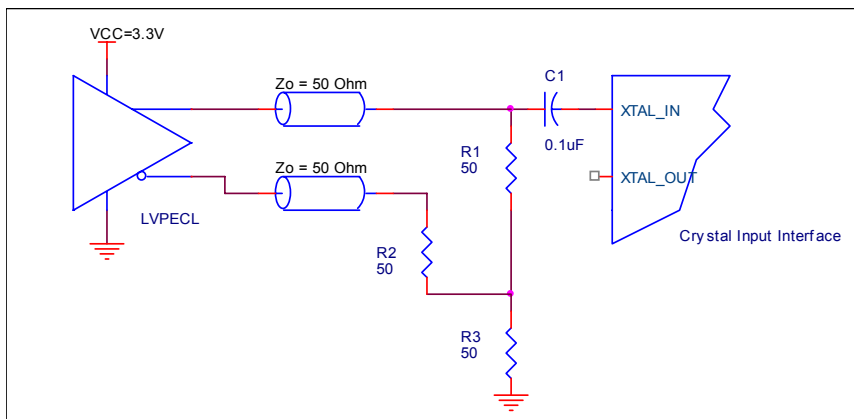 VCC=3.3V
Zo = 50 Ohm
C1
0.1uF
XTAL_IN
R1
50
Zo = 50 Ohm
XTAL_OUT
LVPECL
Crystal Input Interface
R2
50
R3
50